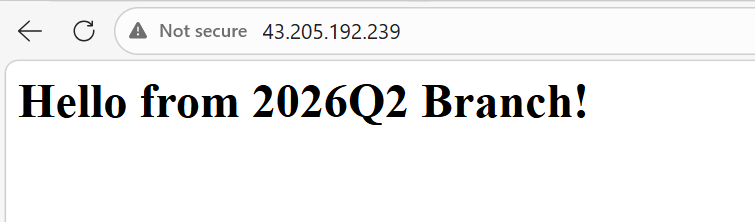 Not secure 43.205.192.239
Hello from 2026Q2 Branch!